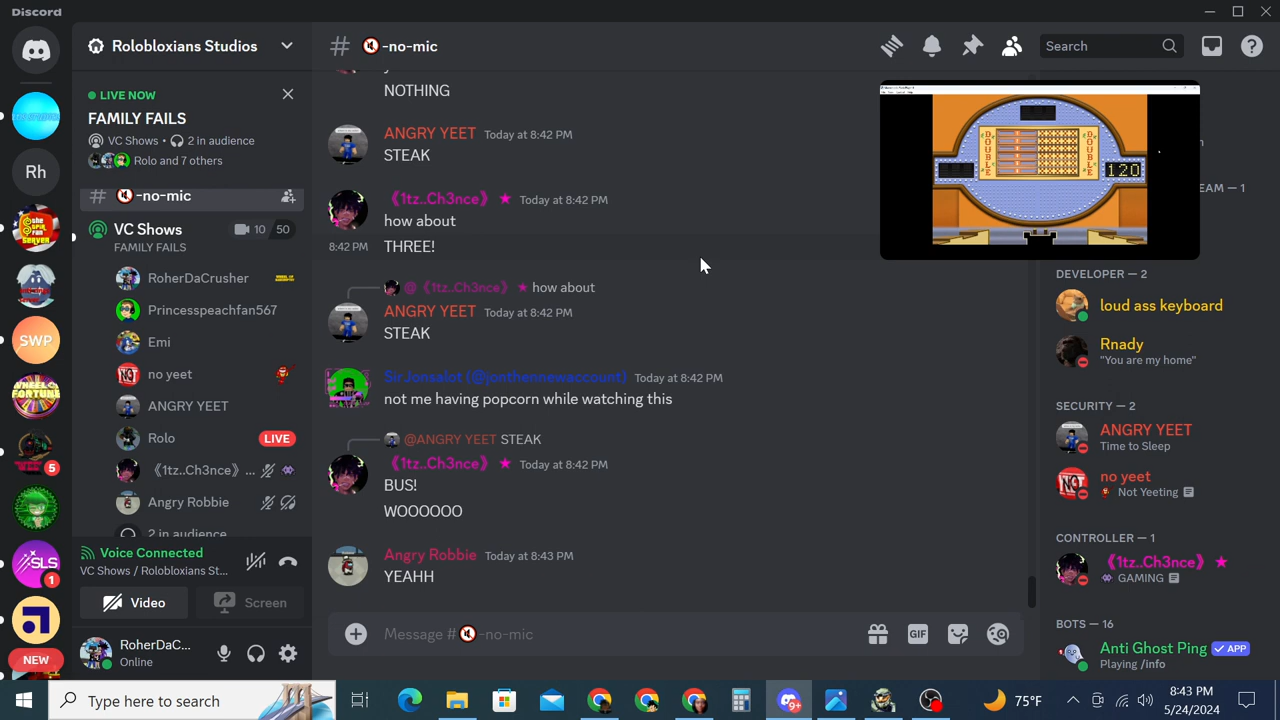 Discord
Rolobloxians Studios
LIVE NOW
FAMILY FAILS
VC Shows • 2 in audience
Rolo and 7 others
-no-mic
VC Shows
10 50
FAMILY FAILS
RoherDaCrusher
Princesspeachfan567
Emi
no yeet
ANGRY YEET
Rolo
LIVE
《1tz..Ch3nce》 ...
Angry Robbie
2 in audience
Voice Connected
VC Shows / Rolobloxians St...
Video
Screen
RoherDaC...
Online
Rh
SWP
5
SLS
1
NEW
-no-mic
Search
NOTHING
ANGRY YEET Today at 8:42 PM
STEAK
《1tz..Ch3nce》 ★ Today at 8:42 PM
how about
8:42 PM THREE!
@《1tz..Ch3nce》 ★ how about
ANGRY YEET Today at 8:42 PM
STEAK
SirJonsalot (@jonthennewaccount) Today at 8:42 PM
not me having popcorn while watching this
@ANGRY YEET STEAK
《1tz..Ch3nce》 ★ Today at 8:42 PM
BUS!
WOOOOOO
Angry Robbie Today at 8:43 PM
YEAHH
Message # -no-mic
GIF
DOUBLE
DOUBLE
120
EAM — 1
DEVELOPER — 2
loud ass keyboard
Rnady
"You are my home"
SECURITY — 2
ANGRY YEET
Time to Sleep
no yeet
Not Yeeting
CONTROLLER — 1
《1tz..Ch3nce》 ★
GAMING
BOTS — 16
Anti Ghost Ping ✓ APP
Playing /info
Type here to search
9+
75°F
8:43 PM
5/24/2024